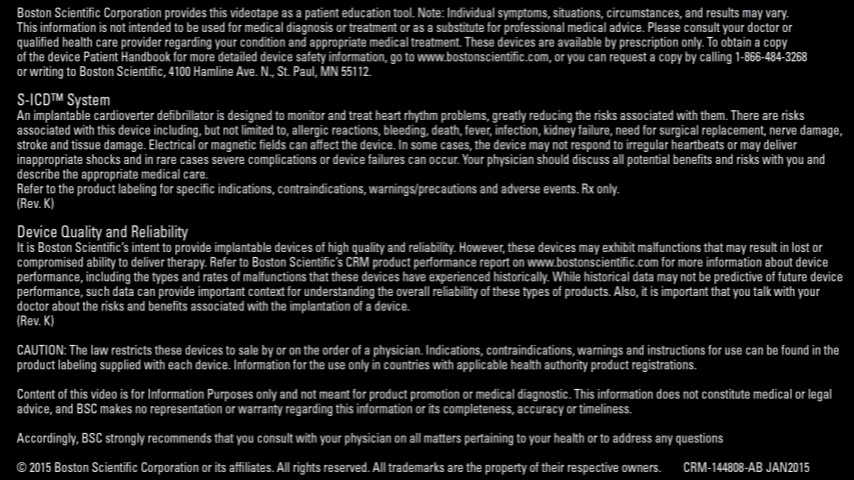 Boston Scientific Corporation provides this videotape as a patient education tool. Note: Individual symptoms, situations, circumstances, and results may vary.
This information is not intended to be used for medical diagnosis or treatment or as a substitute for professional medical advice. Please consult your doctor or
qualified health care provider regarding your condition and appropriate medical treatment. These devices are available by prescription only. To obtain a copy
of the device Patient Handbook for more detailed device safety information, go to www.bostonscientific.com, or you can request a copy by calling 1-866-484-3268
or writing to Boston Scientific, 4100 Hamline Ave. N., St. Paul, MN 55112.
S-ICD™ System
An implantable cardioverter defibrillator is designed to monitor and treat heart rhythm problems, greatly reducing the risks associated with them. There are risks
associated with this device including, but not limited to, allergic reactions, bleeding, death, fever, infection, kidney failure, need for surgical replacement, nerve damage,
stroke and tissue damage. Electrical or magnetic fields can affect the device. In some cases, the device may not respond to irregular heartbeats or may deliver
inappropriate shocks and in rare cases severe complications or device failures can occur. Your physician should discuss all potential benefits and risks with you and
describe the appropriate medical care.
Refer to the product labeling for specific indications, contraindications, warnings/precautions and adverse events. Rx only.
(Rev. K)
Device Quality and Reliability
It is Boston Scientific's intent to provide implantable devices of high quality and reliability. However, these devices may exhibit malfunctions that may result in lost or
compromised ability to deliver therapy. Refer to Boston Scientific's CRM product performance report on www.bostonscientific.com for more information about device
performance, including the types and rates of malfunctions that these devices have experienced historically. While historical data may not be predictive of future device
performance, such data can provide important context for understanding the overall reliability of these types of products. Also, it is important that you talk with your
doctor about the risks and benefits associated with the implantation of a device.
(Rev. K)
CAUTION: The law restricts these devices to sale by or on the order of a physician. Indications, contraindications, warnings and instructions for use can be found in the
product labeling supplied with each device. Information for the use only in countries with applicable health authority product registrations.
Content of this video is for Information Purposes only and not meant for product promotion or medical diagnostic. This information does not constitute medical or legal
advice, and BSC makes no representation or warranty regarding this information or its completeness, accuracy or timeliness.
Accordingly, BSC strongly recommends that you consult with your physician on all matters pertaining to your health or to address any questions
© 2015 Boston Scientific Corporation or its affiliates. All rights reserved. All trademarks are the property of their respective owners. CRM-144808-AB JAN2015